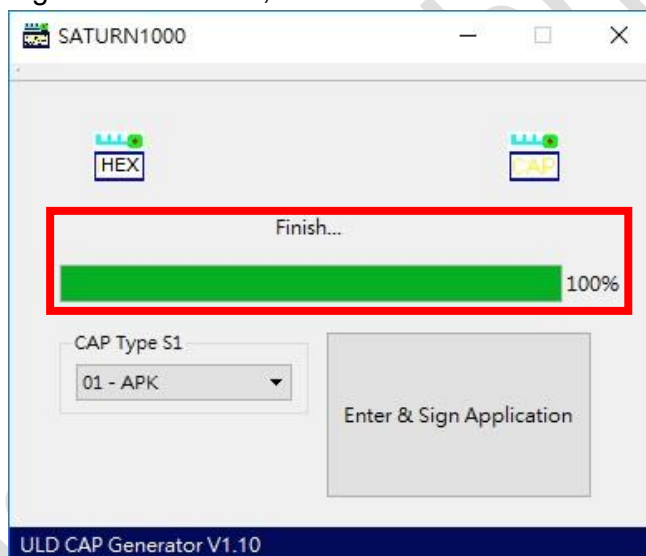 SATURN1000
HEX
CAP
Finish...
100%
CAP Type S1
01 - APK
Enter & Sign Application
ULD CAP Generator V1.10